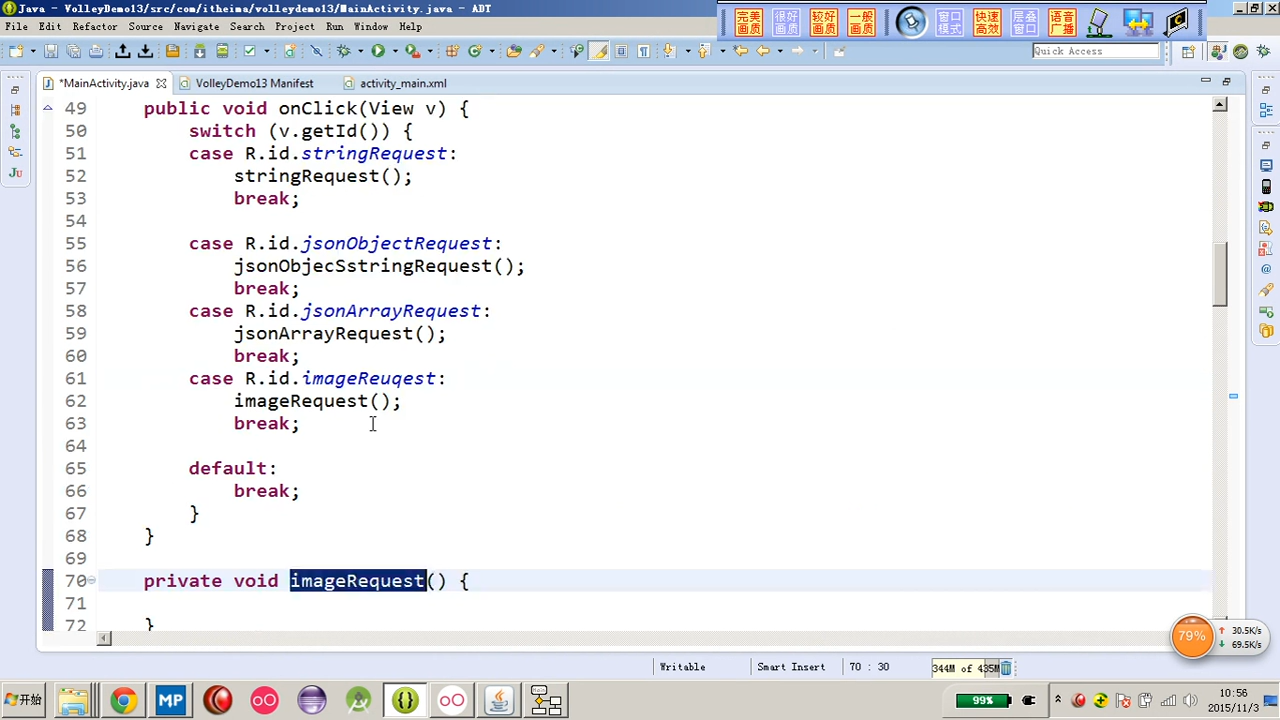 Java - VolleyDemo13/src/com/itheima/volleydemo13/MainActivity.java - ADT
File Edit Refactor Source Navigate Search Project Run Window Help
完美画质 很好画质 较好画质 一般画质 窗口模式 快速高效 层叠窗口 语音广播
Quick Access
*MainActivity.java VolleyDemo13 Manifest activity_main.xml
49 public void onClick(View v) {
50 switch (v.getId()) {
51 case R.id.stringRequest:
52 stringRequest();
53 break;
54
55 case R.id.jsonObjectRequest:
56 jsonObjecSstringRequest();
57 break;
58 case R.id.jsonArrayRequest:
59 jsonArrayRequest();
60 break;
61 case R.id.imageReuqest:
62 imageRequest();
63 break;
64
65 default:
66 break;
67 }
68 }
69
70 private void imageRequest() {
71
72 }
79%
30.5K/s
69.5K/s
Writable Smart Insert 70 : 30 344M of 435M
开始 MP 99% 10:56
2015/11/3